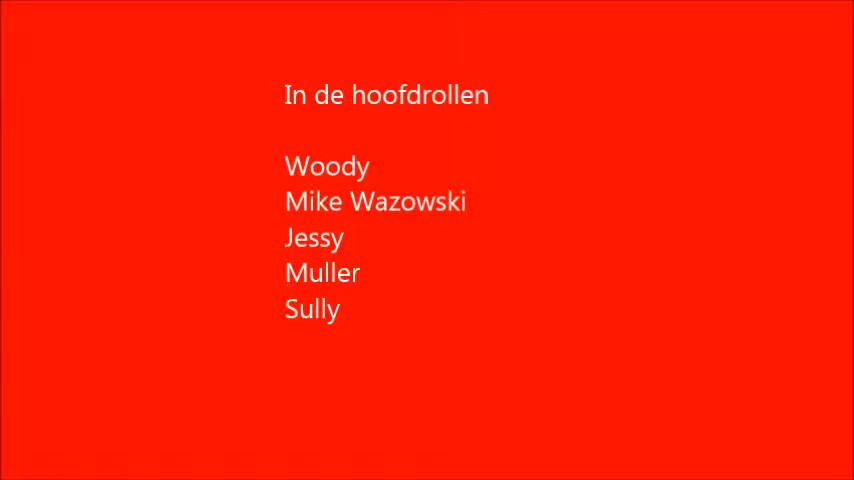 In de hoofdrollen
Woody
Mike Wazowski
Jessy
Muller
Sully